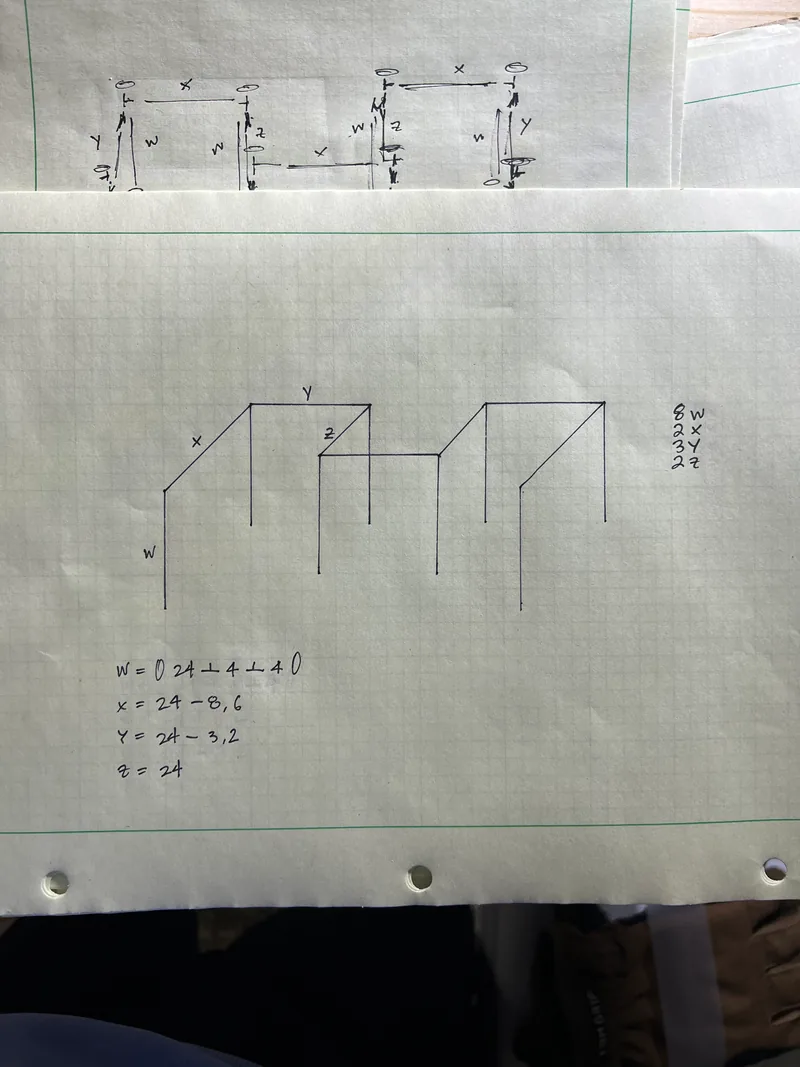 X
X
Y
W
W
Z
X
W
Z
W
Y
Y
X
Z
W
8 W
2 X
3 Y
2 Z
W = 0 24 ⊥ 4 ⊥ 4 0
X = 24 - 8,6
Y = 24 - 3,2
Z = 24